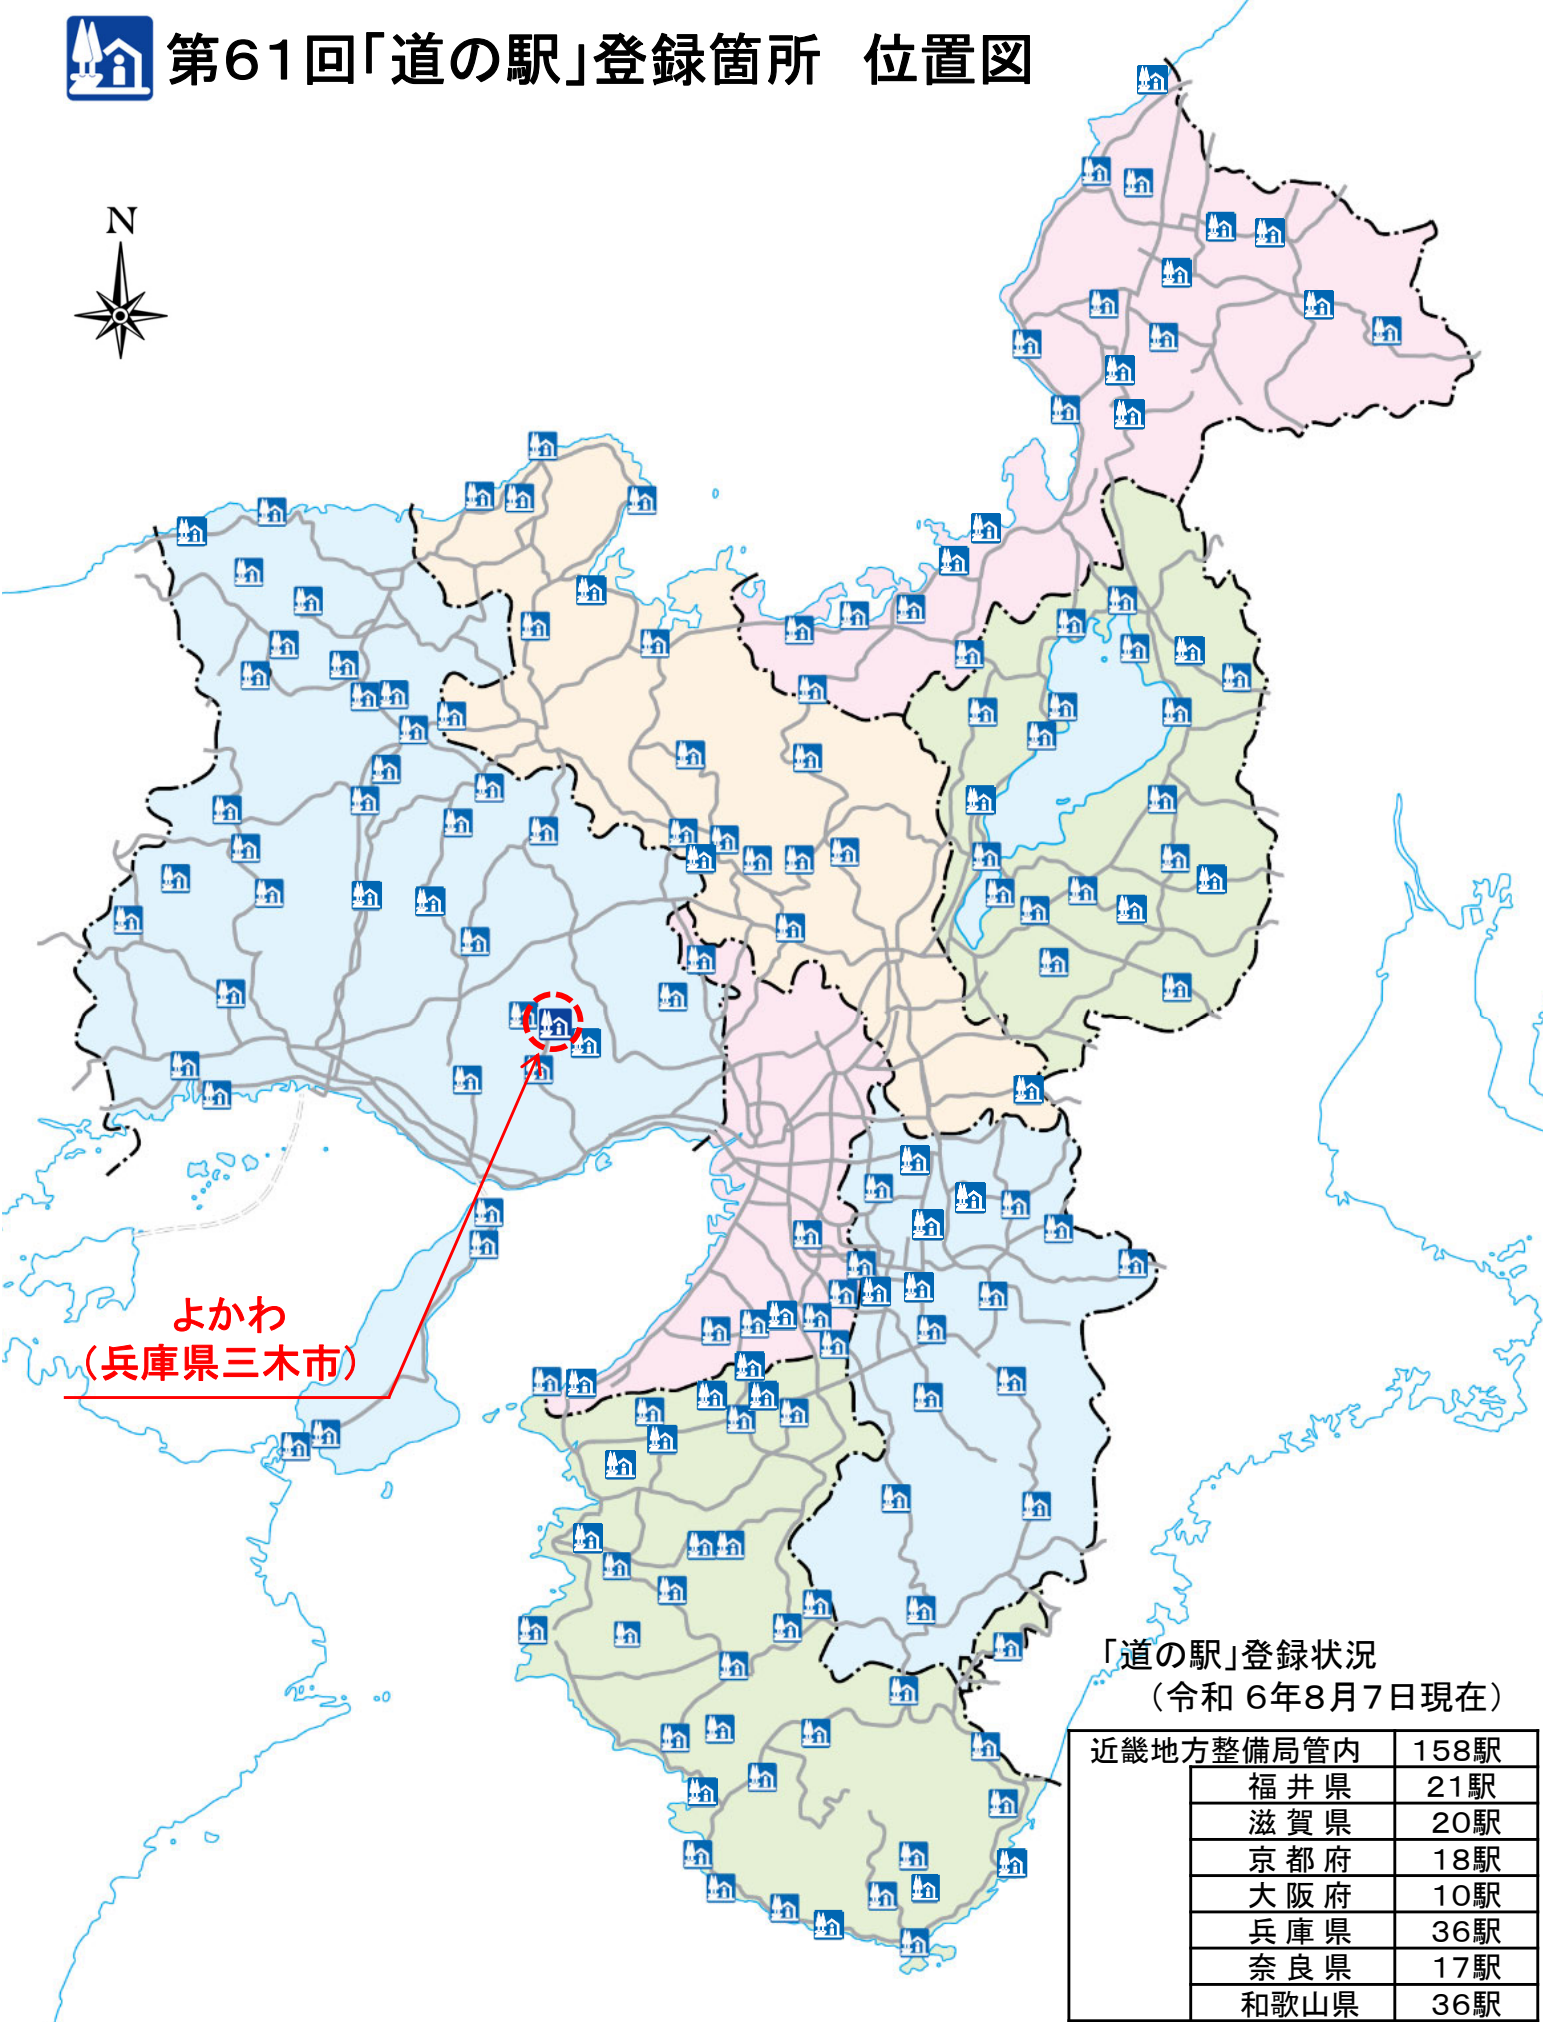 第61回「道の駅」登録箇所　位置図
N
よかわ
（兵庫県三木市）
「道の駅」登録状況
（令和 6年8月7日現在）
近畿地方整備局管内 158駅
福 井 県 21駅
滋 賀 県 20駅
京 都 府 18駅
大 阪 府 10駅
兵 庫 県 36駅
奈 良 県 17駅
和歌山県 36駅